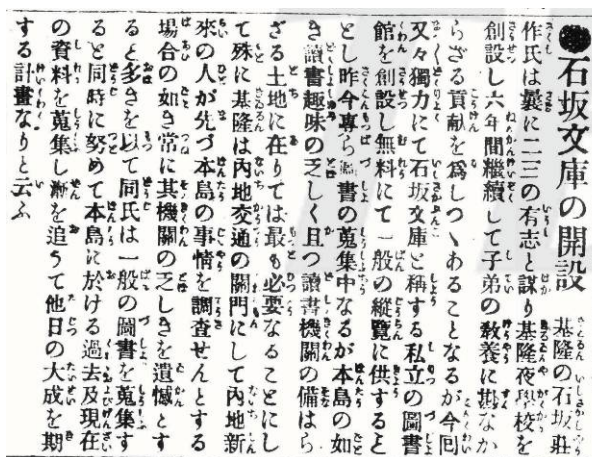 ●石坂文庫の開設 基隆の石坂莊
作氏は曩に二三の有志と謀り基隆夜學校を
創設し六年間繼續して子弟の敎養に尠なか
らざる貢献を爲しつゝあることなるが今囘
又々獨力にて石坂文庫と稱する私立の圖書
館を創設し無料にて一般の縱覽に供すると
とし昨今專ら圖書の蒐集中なるが本島の如
き讀書趣味の乏しく且つ讀書機關の備はら
ざる土地に在りては最も必要なることにし
て殊に基隆は內地交通の關門にして內地新
來の人が先づ本島の事情を調査せんとする
場合の如き常に其機關の乏しきを遺憾とす
ると多きを以て同氏は一般の圖書を蒐集す
ると同時に努めて本島に於ける過去及現在
の資料を蒐集し漸を追うて他日の大成を期
する計畫なりと云ふ